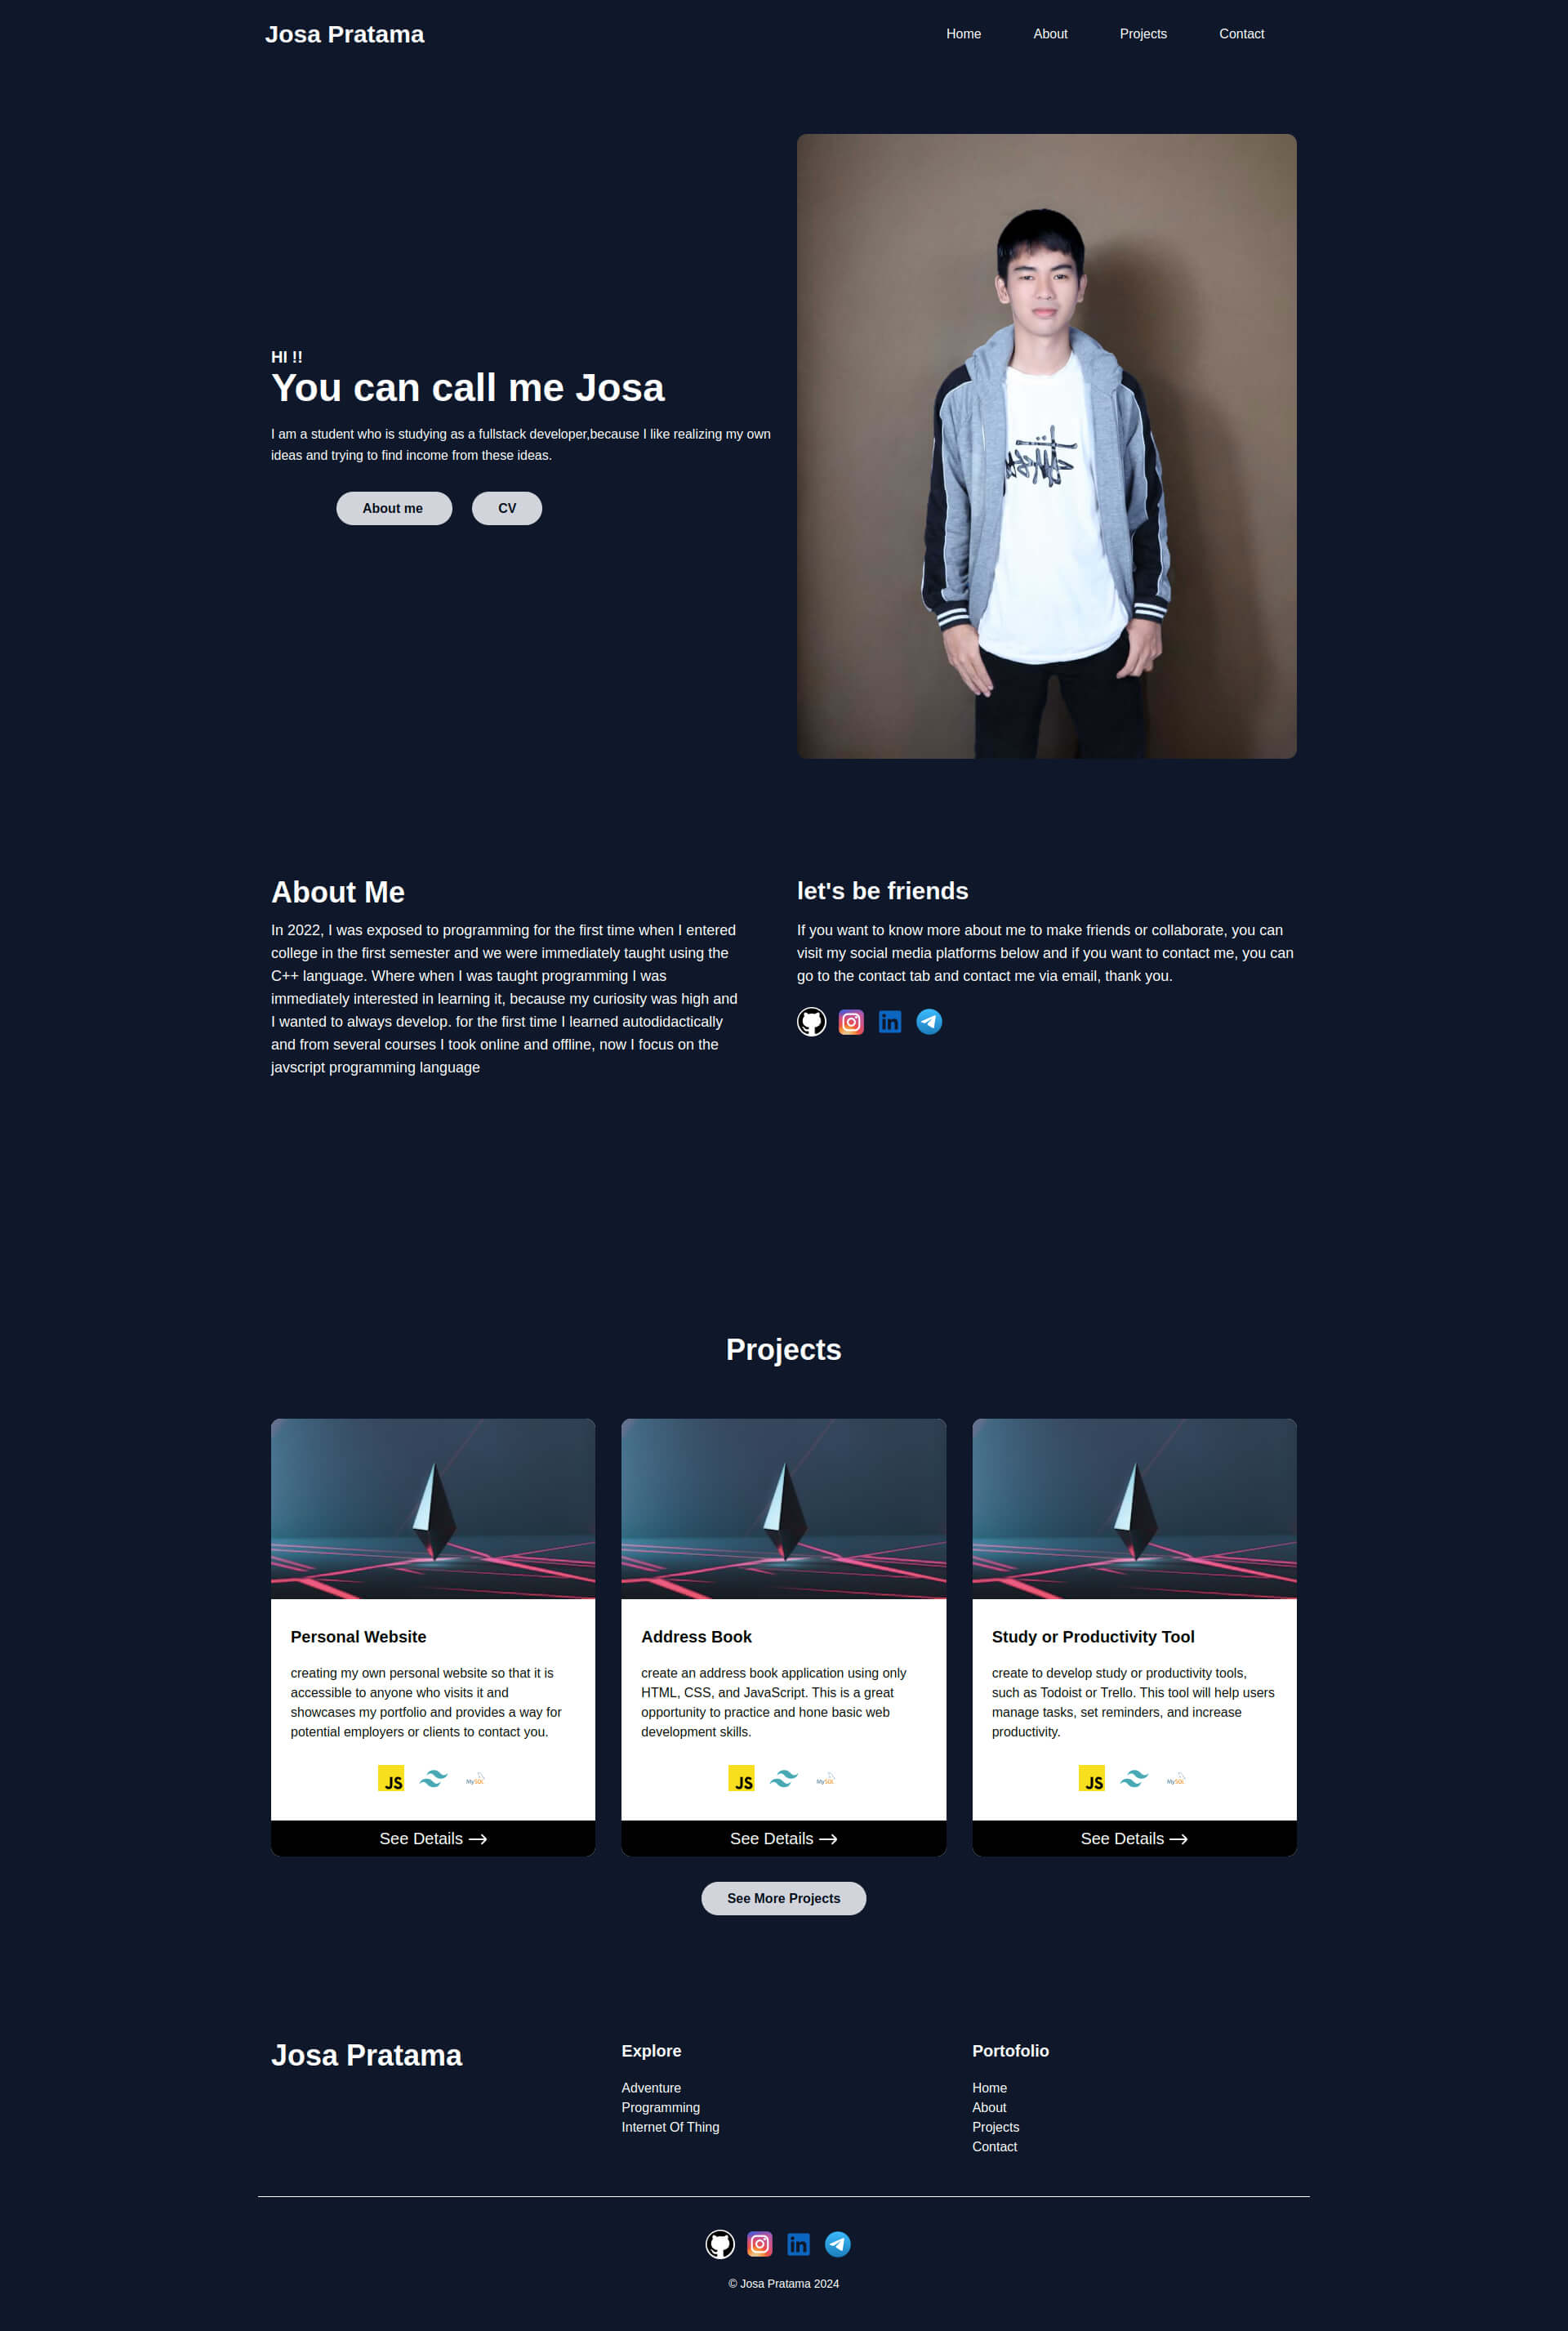 Josa Pratama
Home About Projects Contact
HI !!
You can call me Josa
I am a student who is studying as a fullstack developer,because I like realizing my own
ideas and trying to find income from these ideas.
About me CV
About Me
In 2022, I was exposed to programming for the first time when I entered
college in the first semester and we were immediately taught using the
C++ language. Where when I was taught programming I was
immediately interested in learning it, because my curiosity was high and
I wanted to always develop. for the first time I learned autodidactically
and from several courses I took online and offline, now I focus on the
javscript programming language
let's be friends
If you want to know more about me to make friends or collaborate, you can
visit my social media platforms below and if you want to contact me, you can
go to the contact tab and contact me via email, thank you.
in
Projects
Personal Website
creating my own personal website so that it is
accessible to anyone who visits it and
showcases my portfolio and provides a way for
potential employers or clients to contact you.
JS MySQL
See Details
Address Book
create an address book application using only
HTML, CSS, and JavaScript. This is a great
opportunity to practice and hone basic web
development skills.
JS MySQL
See Details
Study or Productivity Tool
create to develop study or productivity tools,
such as Todoist or Trello. This tool will help users
manage tasks, set reminders, and increase
productivity.
JS MySQL
See Details
See More Projects
Josa Pratama
Explore
Adventure
Programming
Internet Of Thing
Portofolio
Home
About
Projects
Contact
in
© Josa Pratama 2024